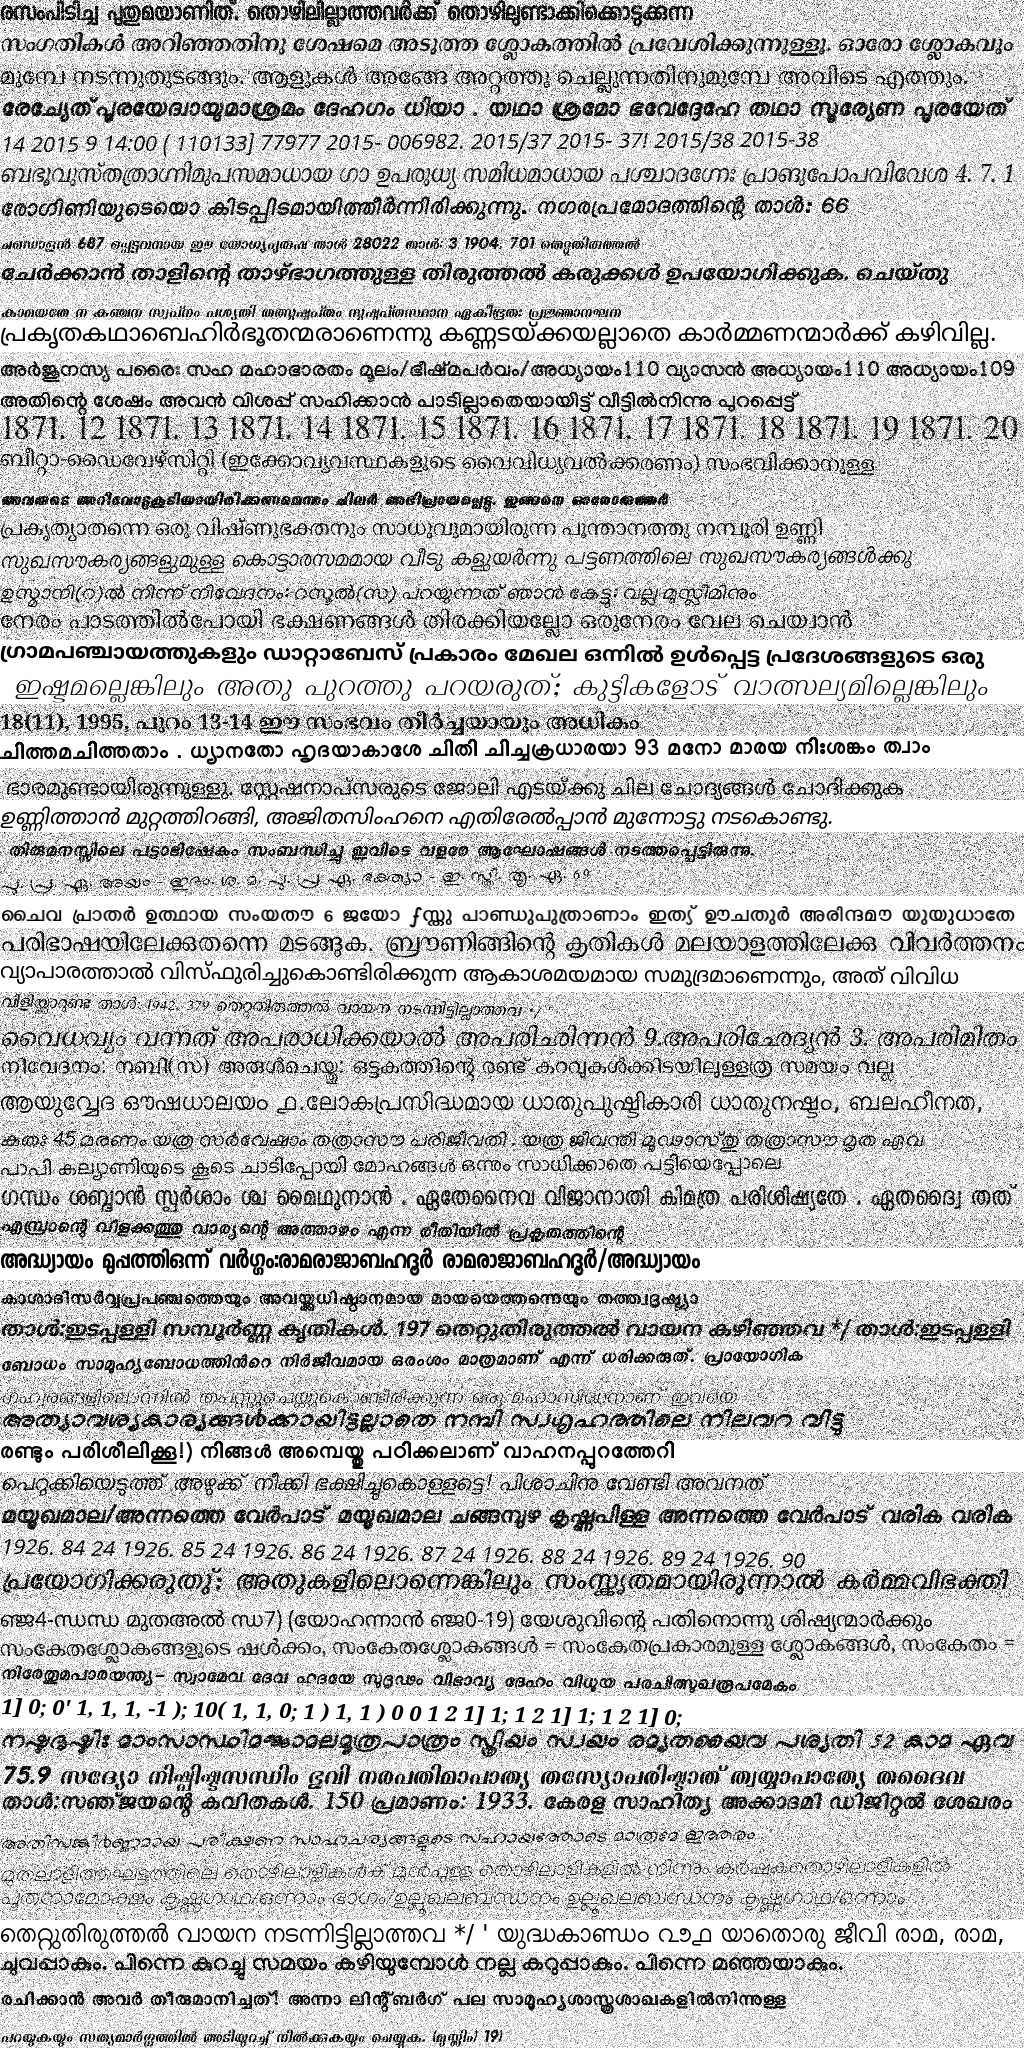 രസംപിടിച്ച പുതുമയാണിത്. തൊഴിലില്ലാത്തവർക്ക് തൊഴിലുണ്ടാക്കിക്കൊടുക്കുന്ന
സംഗതികൾ അറിഞ്ഞതിനു ശേഷമെ അടുത്ത ശ്ലോകത്തിൽ പ്രവേശിക്കുന്നുള്ളൂ. ഓരോ ശ്ലോകവും
മുമ്പേ നടന്നുതുടങ്ങും. ആളുകൾ അങ്ങേ അറ്റത്തു ചെല്ലുന്നതിനുമുമ്പേ അവിടെ എത്തും.
രേച്യേത് പൂരയേദ്വായുമാശ്രമം ദേഹഗം ധിയാ . യഥാ ശ്രമോ ഭവേദ്ദേഹേ തഥാ സൂര്യേണ പൂരയേത്
14 2015 9 14:00 ( 110133] 77977 2015- 006982. 2015/37 2015- 37! 2015/38 2015-38
ബഭൂവുസ്തത്രാഗ്നിമുപസമാധായ ഗാ ഉപരുധ്യ സമിധമാധായ പശ്ചാദഗ്നേഃ പ്രാങുപോപവിവേശ 4. 7. 1
രോഗിണിയുടെയൊ കിടപ്പിടമായിത്തീർന്നിരിക്കുന്നു. നഗരപ്രമോദത്തിന്റെ താൾ: 66
ചണ്ഡാളൻ 687 ഒപ്പെട്ടവനായ ഈ യോഗ്യപുരുഷ താൾ 28022 താൾ: 3 1904. 701 തെറ്റുതിരുത്തൽ
ചേർക്കാൻ താളിന്റെ താഴ്ഭാഗത്തുള്ള തിരുത്തൽ കരുക്കൾ ഉപയോഗിക്കുക. ചെയ്തു
കാമയതേ ന കഞ്ചന സ്വപ്നം പശ്യതി തത്സുഷുപ്തം സുഷുപ്തസ്ഥാന ഏകീഭൂതഃ പ്രജ്ഞാനഘന
പ്രകൃതകഥാബെഹിർഭൂതന്മരാണെന്നു കണ്ണടയ്ക്കയല്ലാതെ കാർമ്മണന്മാർക്ക് കഴിവില്ല.
അർജുനസ്യ പരൈഃ സഹ മഹാഭാരതം മൂലം/ഭീഷ്മപർവം/അധ്യായം110 വ്യാസൻ അധ്യായം110 അധ്യായം109
അതിന്റെ ശേഷം അവൻ വിശപ്പ് സഹിക്കാൻ പാടില്ലാതെയായിട്ട് വീട്ടിൽനിന്നു പുറപ്പെട്ട്
1871. 12 1871. 13 1871. 14 1871. 15 1871. 16 1871. 17 1871. 18 1871. 19 1871. 20
ബീറ്റാ-ഡൈവേഴ്സിറ്റി (ഇക്കോവ്യവസ്ഥകളുടെ വൈവിധ്യവൽക്കരണം) സംഭവിക്കാനുള്ള
അവരുടെ അറിവോടുകൂടിയായിരിക്കണമെന്നും ചിലർ അഭിപ്രായപ്പെട്ടു. ഇങ്ങനെ ഓരോരുത്തർ
പ്രകൃത്യാതന്നെ ഒരു വിഷ്ണുഭക്തനും സാധുവുമായിരുന്ന പൂന്താനത്തു നമ്പൂരി ഉണ്ണി
സുഖസൗകര്യങ്ങളുമുള്ള കൊട്ടാരസമമായ വീടു കളുയർന്നു പട്ടണത്തിലെ സുഖസൗകര്യങ്ങൾക്കു
ഉസ്മാനി(റ)ൽ നിന്ന് നിവേദനം: റസൂൽ(സ) പറയുന്നത് ഞാൻ കേട്ടു: വല്ല മുസ്ലീമിനും
നേരം പാടത്തിൽപോയി ഭക്ഷണങ്ങൾ തിരക്കിയല്ലോ ഒരുനേരം വേല ചെയ്വാൻ
ഗ്രാമപഞ്ചായത്തുകളും ഡാറ്റാബേസ് പ്രകാരം മേഖല ഒന്നിൽ ഉൾപ്പെട്ട പ്രദേശങ്ങളുടെ ഒരു
ഇഷ്ടമല്ലെങ്കിലും അതു പുറത്തു പറയരുത്; കുട്ടികളോട് വാത്സല്യമില്ലെങ്കിലും
18(11), 1995, പുറം 13-14 ഈ സംഭവം തീർച്ചയായും അധികം
ചിത്തമചിത്തതാം . ധ്യാനതോ ഹൃദയാകാശേ ചിതി ചിച്ചക്രധാരയാ 93 മനോ മാരയ നിഃശങ്കം ത്വാം
ഭാരമുണ്ടായിരുന്നുള്ളു. സ്റ്റേഷനാപ്സരുടെ ജോലി എടയ്ക്കു ചില ചോദ്യങ്ങൾ ചോദിക്കുക
ഉണ്ണിത്താൻ മുറ്റത്തിറങ്ങി, അജിതസിംഹനെ എതിരേൽപ്പാൻ മുന്നോട്ടു നടകൊണ്ടു.
തിരുമനസ്സിലെ പട്ടാഭിഷേകം സംബന്ധിച്ചു ഇവിടെ വളരേ ആഘോഷങ്ങൾ നടത്തപ്പെട്ടിരുന്നു.
പു. പ്ര. ഏ. അയം - ഇദം. ശ. മ. പു. പ്ര. ഏ. ഭക്ത്യാ - ഇ. സ്ത്രീ. തൃ. ഏ. 69
ചൈവ പ്രാതർ ഉത്ഥായ സംയതൗ 6 ജയോ ƒസ്തു പാണ്ഡുപുത്രാണാം ഇത്യ് ഊചതുർ അരിന്ദമൗ യുയുധാതേ
പരിഭാഷയിലേക്കുതന്നെ മടങ്ങുക. ബ്രൗണിങ്ങിന്റെ കൃതികൾ മലയാളത്തിലേക്കു വിവർത്തനം
വ്യാപാരത്താൽ വിസ്ഫുരിച്ചുകൊണ്ടിരിക്കുന്ന ആകാശമയമായ സമുദ്രമാണെന്നും, അത് വിവിധ
വിളിയ്ക്കാറുണ്ട് താൾ: 1942. 379 തെറ്റുതിരുത്തൽ വായന നടന്നിട്ടില്ലാത്തവ */
വൈധവ്യം വന്നത് അപരാധിക്കയാൽ അപരിഛിന്നൻ 9.അപരിഛേദ്യൻ 3. അപരിമിതം
നിവേദനം: നബി(സ) അരുൾചെയ്തു: ഒട്ടകത്തിന്റെ രണ്ട് കറവുകൾക്കിടയിലുള്ളത്ര സമയം വല്ല
ആയുവ്വേദ ഔഷധാലയം ൧.ലോകപ്രസിദ്ധമായ ധാതുപുഷ്ടികാരി ധാതുനഷ്ടം, ബലഹീനത,
കുതഃ 45 മരണം യത്ര സർവേഷാം തത്രാസൗ പരിജീവതി . യത്ര ജീവന്തി മൂഢാസ്തു തത്രാസൗ മൃത ഏവ
പാപി കല്യാണിയുടെ കൂടെ ചാടിപ്പോയി മോഹങ്ങൾ ഒന്നും സാധിക്കാതെ പട്ടിയെപ്പോലെ
ഗന്ധം ശബ്ദാൻ സ്പർശാം ശ്ച മൈഥുനാൻ . ഏതേനൈവ വിജാനാതി കിമത്ര പരിശിഷ്യതേ . ഏതദ്വൈ തത്
എമ്പ്രാന്റെ വിളക്കത്തു വാര്യന്റെ അത്താഴം എന്ന രീതിയിൽ പ്രകൃതത്തിന്റെ
അദ്ധ്യായം മുപ്പത്തിഒന്ന് വർഗ്ഗം:രാമരാജാബഹദൂർ രാമരാജാബഹദൂർ/അദ്ധ്യായം
കാശാദിസർവ്വപ്രപഞ്ചത്തെയും അവയ്ക്കധിഷ്ഠാനമായ മായയെത്തന്നെയും തത്ത്വദൃഷ്ട്യാ
താൾ:ഇടപ്പള്ളി സമ്പൂർണ്ണ കൃതികൾ. 197 തെറ്റുതിരുത്തൽ വായന കഴിഞ്ഞവ */ താൾ:ഇടപ്പള്ളി
ബോധം സാമൂഹ്യബോധത്തിൻറെ നിർജീവമായ ഒരംശം മാത്രമാണ് എന്ന് ധരിക്കരുത്. പ്രായോഗിക
ഗഹ്വരങ്ങളിലൊന്നിൽ തപസ്സുചെയ്തുകൊണ്ടിരിക്കുന്ന ഒരു മഹാസിദ്ധനാണ് ഇവയെ
അത്യാവശ്യകാര്യങ്ങൾക്കായിട്ടല്ലാതെ നമ്പി സ്വഗൃഹത്തിലെ നിലവറ വിട്ടു
രണ്ടും പരിശീലിക്കൂ!) നിങ്ങൾ അമ്പെയ്തു പഠിക്കലാണ് വാഹനപ്പുറത്തേറി
പെറുക്കിയെടുത്ത് അഴുക്ക് നീക്കി ഭക്ഷിച്ചുകൊള്ളട്ടെ! പിശാചിനു വേണ്ടി അവനത്
മയൂഖമാല/അന്നത്തെ വേർപാട് മയൂഖമാല ചങ്ങമ്പുഴ കൃഷ്ണപിള്ള അന്നത്തെ വേർപാട് വരിക വരിക
1926. 84 24 1926. 85 24 1926. 86 24 1926. 87 24 1926. 88 24 1926. 89 24 1926. 90
പ്രയോഗിക്കരുതു്: അതുകളിലൊന്നെങ്കിലും സംസ്കൃതമായിരുന്നാൽ കർമ്മവിഭക്തി
ഞ്ജ4-ന്ധന്ധ മുതഅൽ ന്ധ7) (യോഹന്നാൻ ഞ്ജ0-19) യേശുവിന്റെ പതിനൊന്നു ശിഷ്യന്മാർക്കും
സംകേതശ്ലോകങ്ങളുടെ ഷൾക്കം, സംകേതശ്ലോകങ്ങൾ = സംകേതപ്രകാരമുള്ള ശ്ലോകങ്ങൾ, സംകേതം =
നിരേതുമപാരയന്ത്യ– സ്വാമേവ ദേവ ഹൃദയേ സുദൃഢം വിഭാവ്യ ദേഹം വിധൂയ പരചിത്സുഖരൂപമേകം
1] 0; 0' 1, 1, 1, -1 ); 10( 1, 1, 0; 1 ) 1, 1 ) 0 0 1 2 1] 1; 1 2 1] 1; 1 2 1] 0;
നഷ്ടദൃഷ്ടിഃ മാംസാസ്ഥിമജ്ജാമലമൂത്രപാത്രം സ്ത്രിയം സ്വയം രമ്യതയൈവ പശ്യതി 52 കാമ ഏവ
75.9 സദ്യോ നിഷ്പിഷ്ടസന്ധിം ഭുവി നരപതിമാപാത്യ തസ്യോപരിഷ്ടാത് ത്വയ്യാപാത്യേ തദൈവ
താൾ:സഞ്ജയന്റെ കവിതകൾ. 150 പ്രമാണം: 1933. കേരള സാഹിത്യ അക്കാദമി ഡിജിറ്റൽ ശേഖരം
അതിസങ്കീർണ്ണമായ പരീക്ഷണ സാഹചര്യങ്ങളുടെ സഹായത്തോടെ മാത്രമേ ഇത്തരം
മുതലാളിത്തഘട്ടത്തിലെ തൊഴിലാളികൾക്ക് മുൻപുള്ള തൊഴിലാളികളിൽ നിന്നും കർഷകതൊഴിലാളികളിൽ
പൂതനാമോക്ഷം കൃഷ്ണഗാഥ/ഒന്നാം ഭാഗം/ഉലൂഖലബന്ധനം ഉലൂഖലബന്ധനം കൃഷ്ണഗാഥ/ഒന്നാം
തെറ്റുതിരുത്തൽ വായന നടന്നിട്ടില്ലാത്തവ */ ' യുദ്ധകാണ്ഡം ൨൭൧ യാതൊരു ജീവി രാമ, രാമ,
ചുവപ്പാകും. പിന്നെ കുറച്ചു സമയം കഴിയുമ്പോൾ നല്ല കറുപ്പാകും. പിന്നെ മഞ്ഞയാകും.
രചിക്കാൻ അവർ തീരുമാനിച്ചത്! അന്നാ ലിന്റ്ബർഗ് പല സാമൂഹ്യശാസ്ത്രശാഖകളിൽനിന്നുള്ള
പറയുകയും സത്യമാർഗ്ഗത്തിൽ അടിയുറച്ച് നിൽക്കുകയും ചെയ്യുക. (മുസ്ലിം) 19)